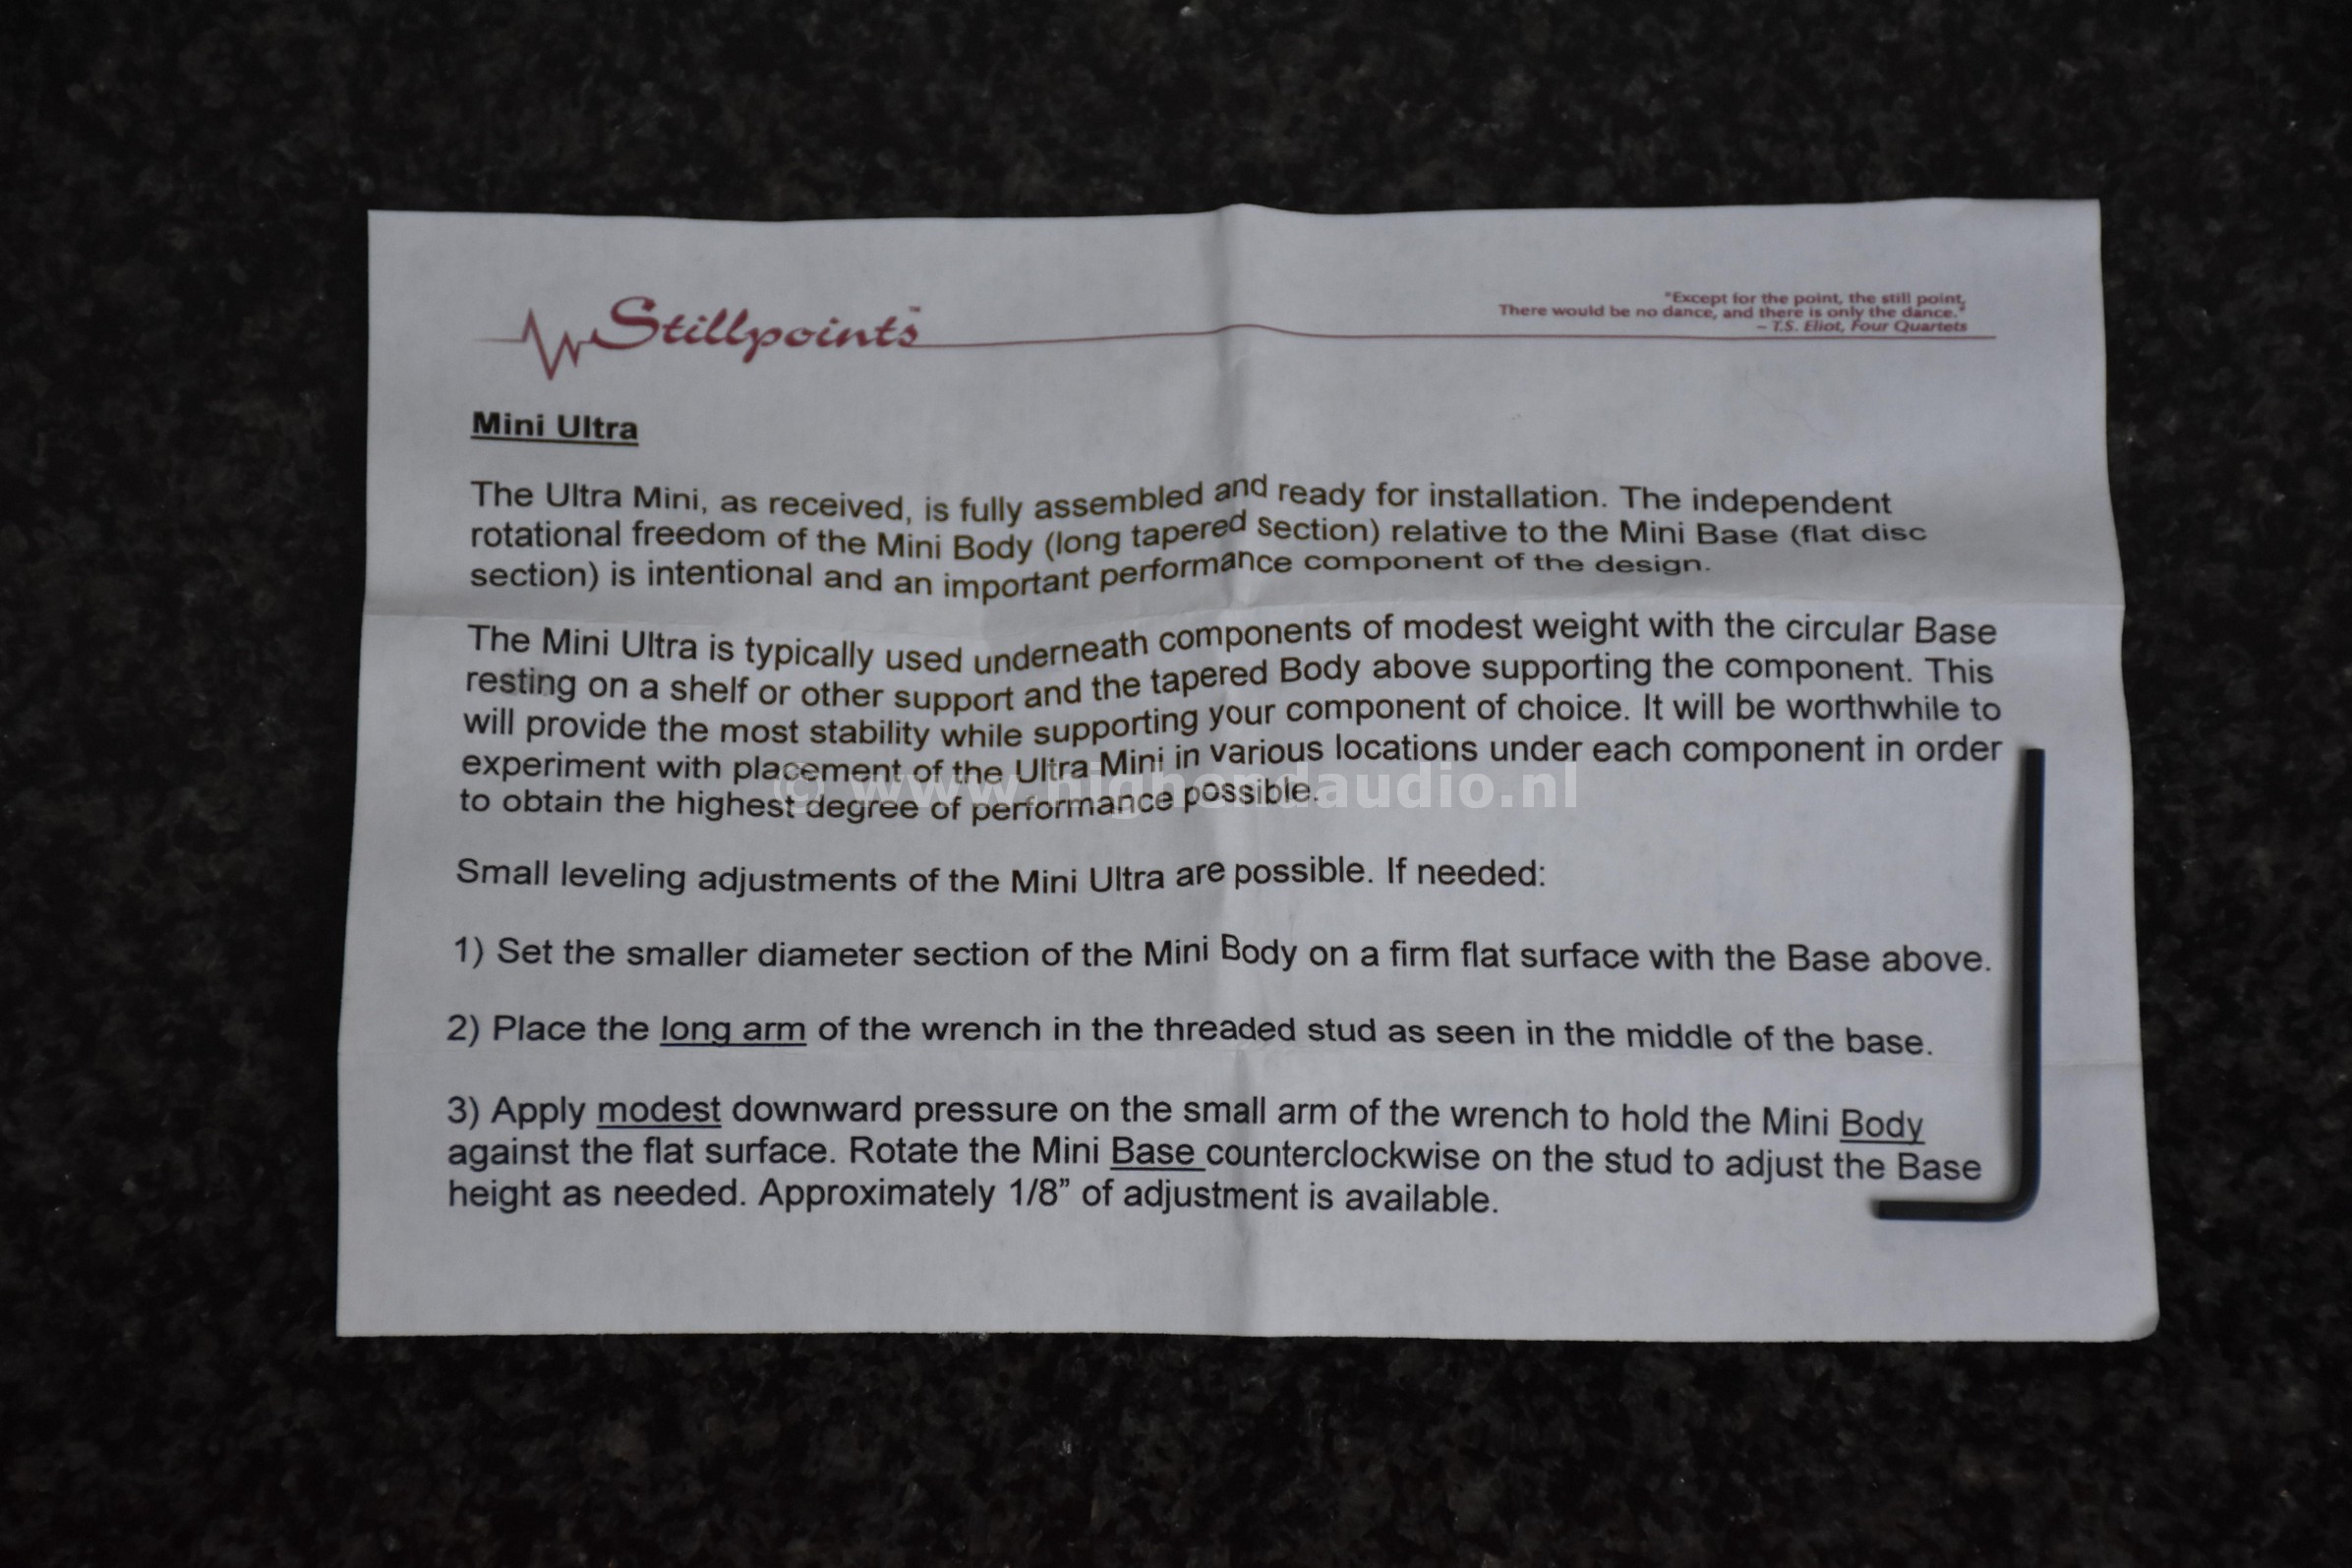 Stillpoints™
"Except for the point, the still point,
There would be no dance, and there is only the dance."
~ T.S. Eliot, Four Quartets
Mini Ultra
The Ultra Mini, as received, is fully assembled and ready for installation. The independent
rotational freedom of the Mini Body (long tapered section) relative to the Mini Base (flat disc
section) is intentional and an important performance component of the design.
The Mini Ultra is typically used underneath components of modest weight with the circular Base
resting on a shelf or other support and the tapered Body above supporting the component. This
will provide the most stability while supporting your component of choice. It will be worthwhile to
experiment with placement of the Ultra Mini in various locations under each component in order
to obtain the highest degree of performance possible.
© www.highendaudio.nl
Small leveling adjustments of the Mini Ultra are possible. If needed:
1) Set the smaller diameter section of the Mini Body on a firm flat surface with the Base above.
2) Place the long arm of the wrench in the threaded stud as seen in the middle of the base.
3) Apply modest downward pressure on the small arm of the wrench to hold the Mini Body
against the flat surface. Rotate the Mini Base counterclockwise on the stud to adjust the Base
height as needed. Approximately 1/8” of adjustment is available.